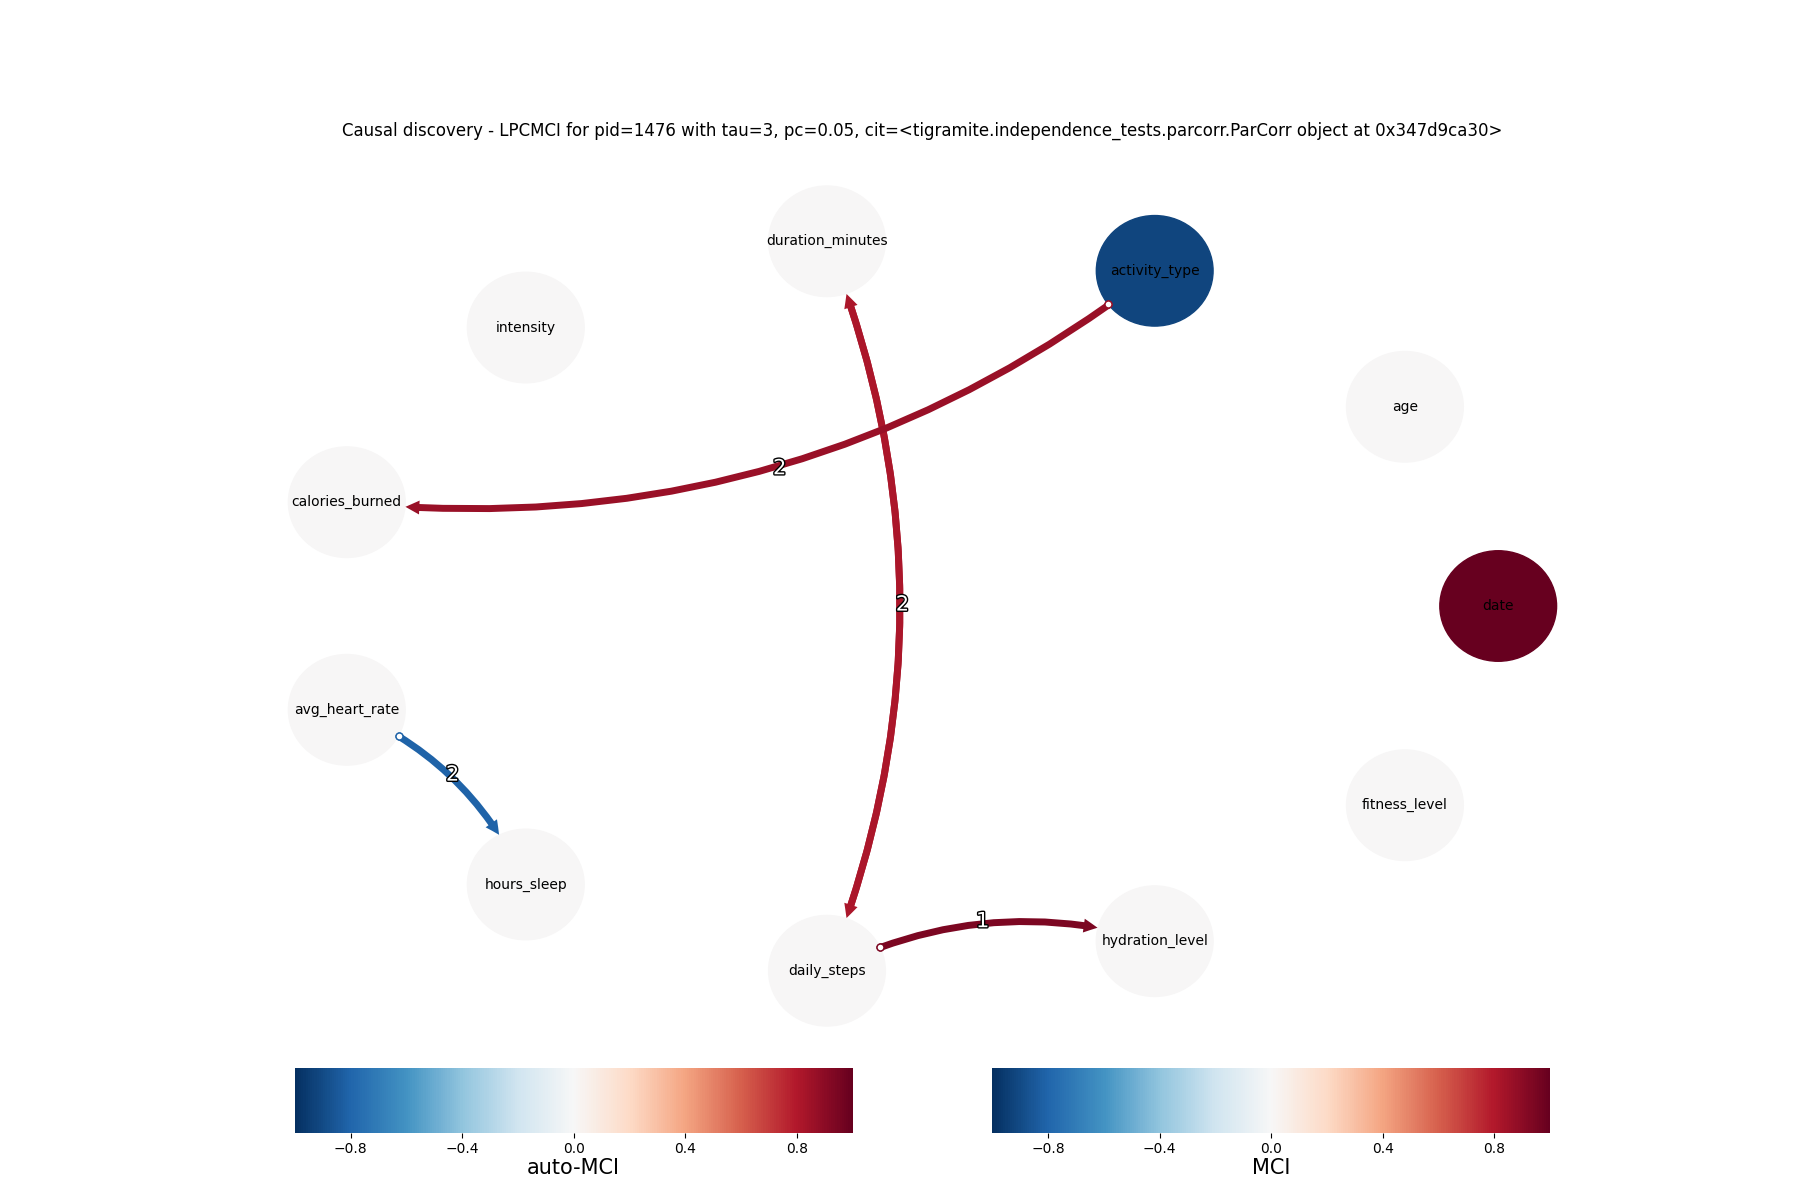 Causal discovery - LPCMCI for pid=1476 with tau=3, pc=0.05, cit=<tigramite.independence_tests.parcorr.ParCorr object at 0x347d9ca30>
duration_minutes
activity_type
intensity
age
2
calories_burned
2
date
avg_heart_rate
2
fitness_level
hours_sleep
1
hydration_level
daily_steps
−0.8 −0.4 0.0 0.4 0.8
auto-MCI
−0.8 −0.4 0.0 0.4 0.8
MCI